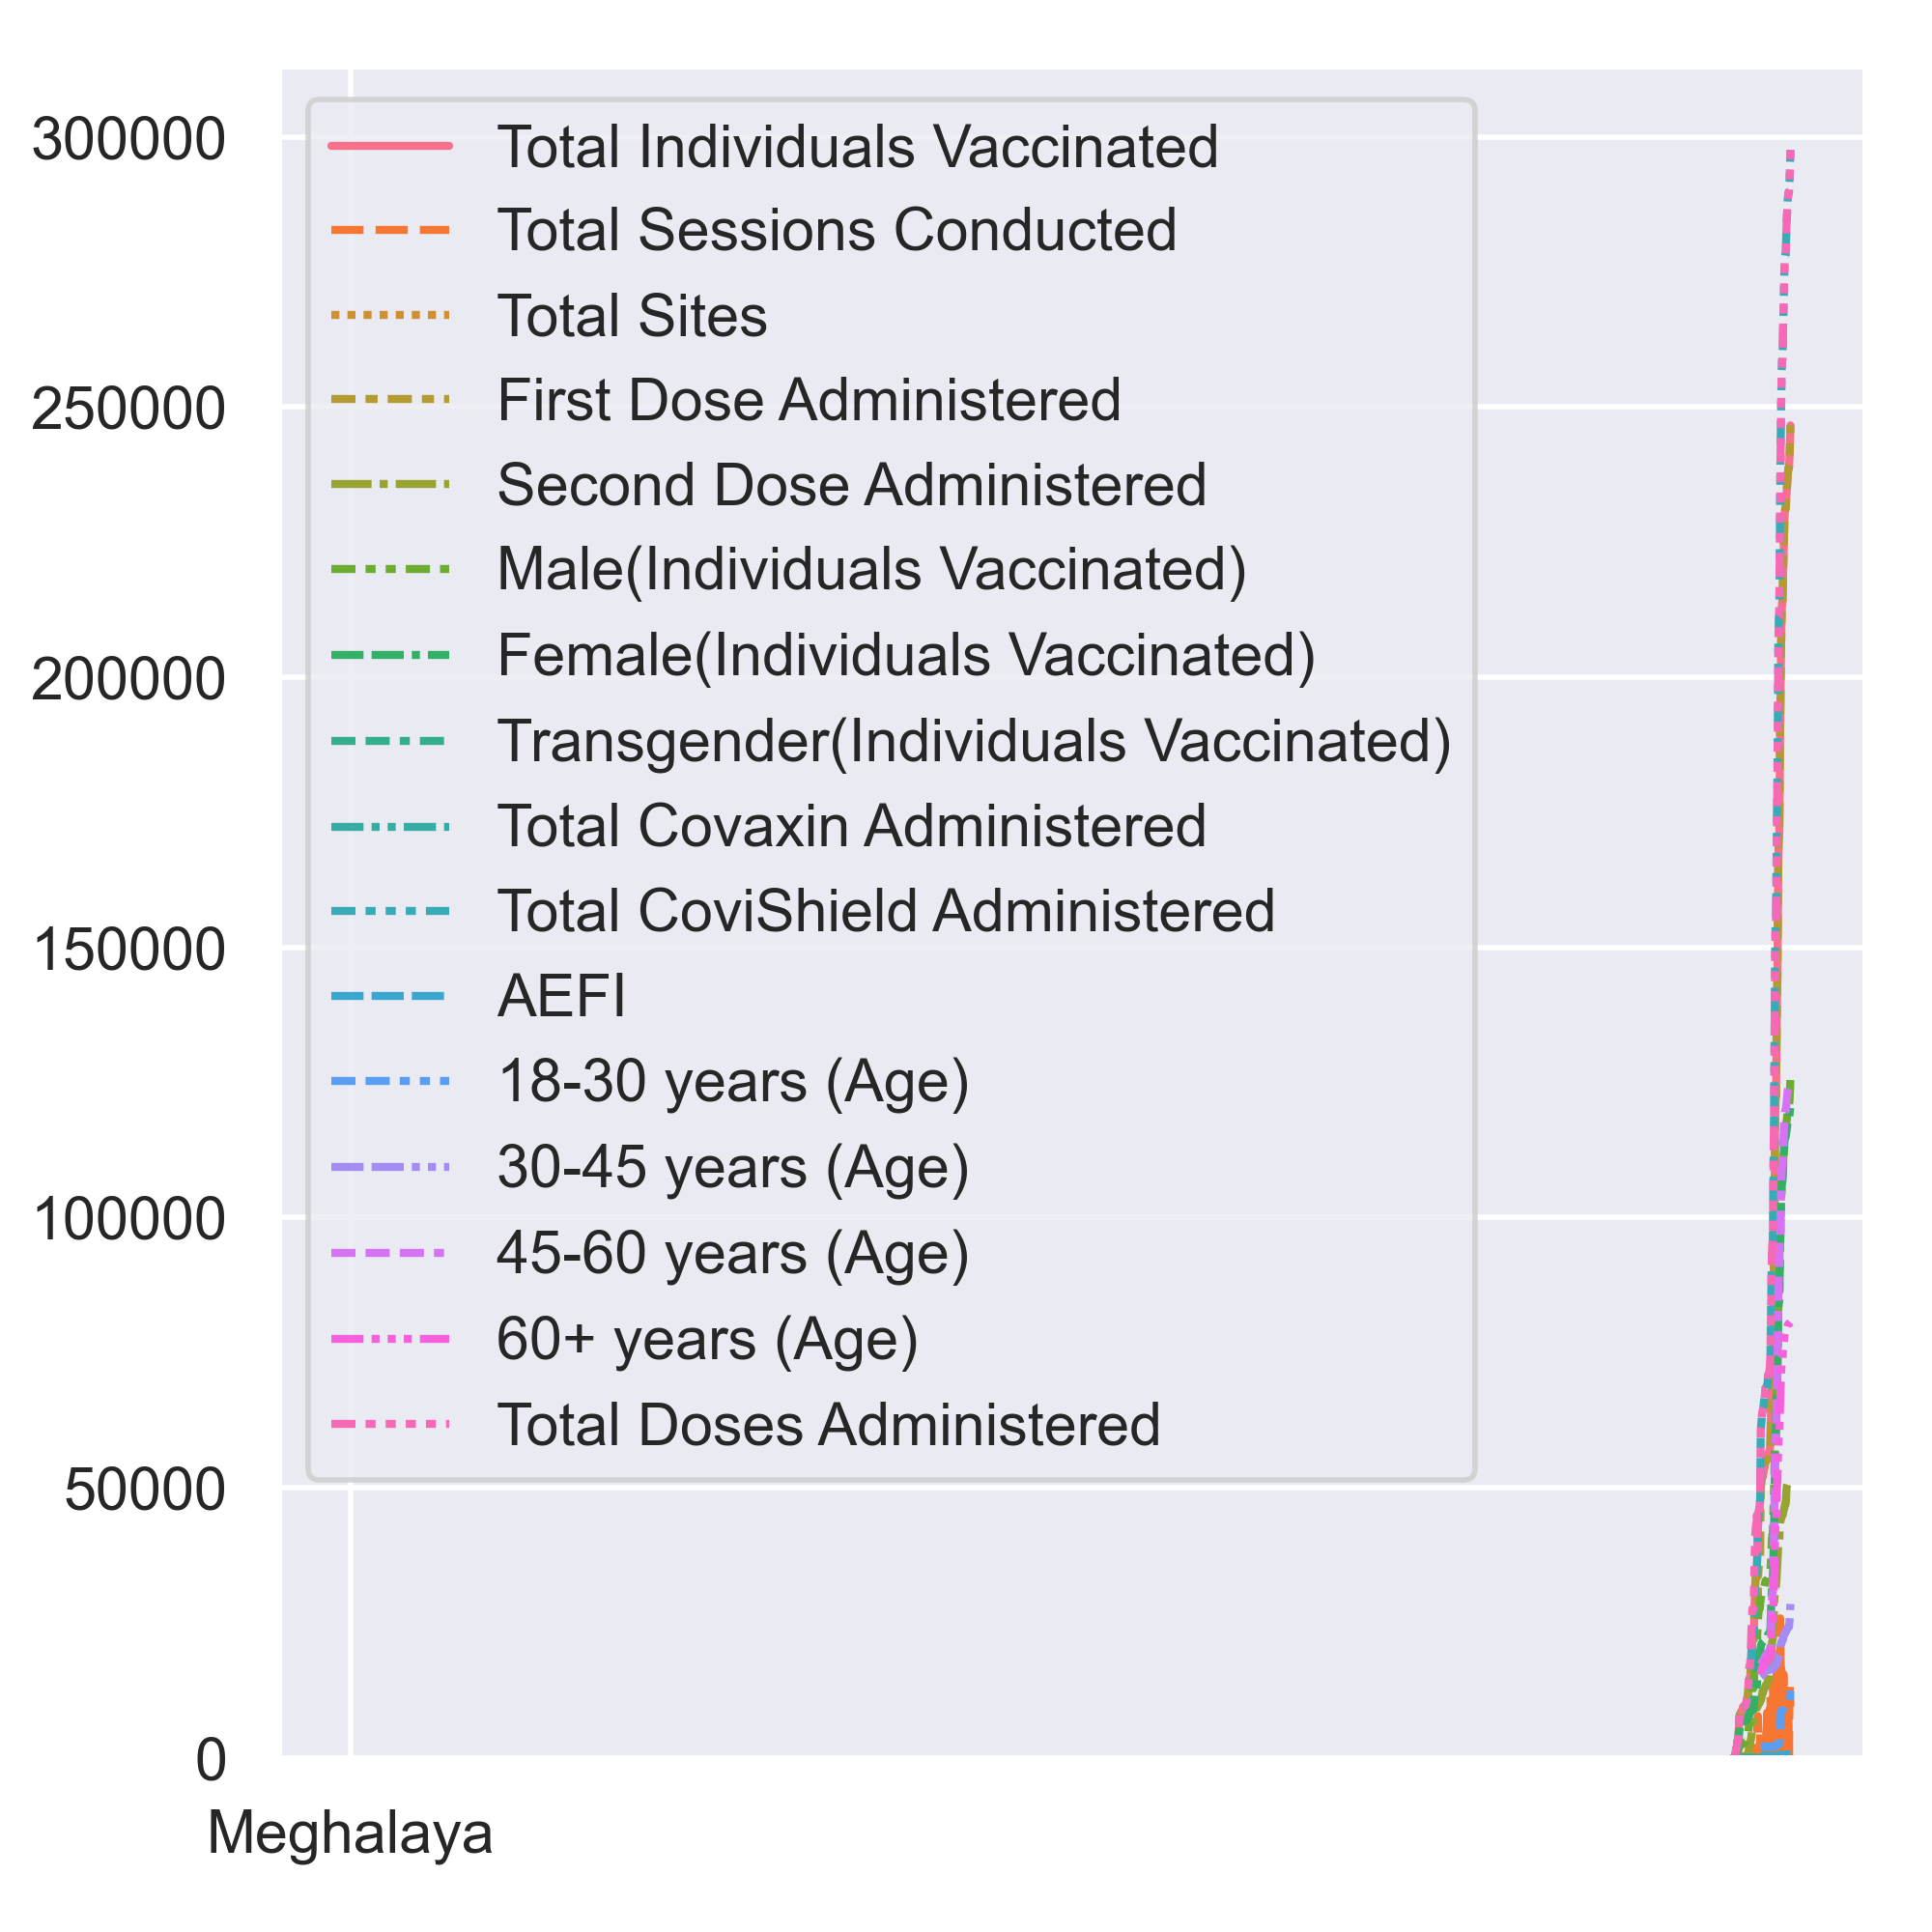 300000
250000
200000
150000
100000
50000
0
Meghalaya
Total Individuals Vaccinated
Total Sessions Conducted
Total Sites
First Dose Administered
Second Dose Administered
Male(Individuals Vaccinated)
Female(Individuals Vaccinated)
Transgender(Individuals Vaccinated)
Total Covaxin Administered
Total CoviShield Administered
AEFI
18-30 years (Age)
30-45 years (Age)
45-60 years (Age)
60+ years (Age)
Total Doses Administered